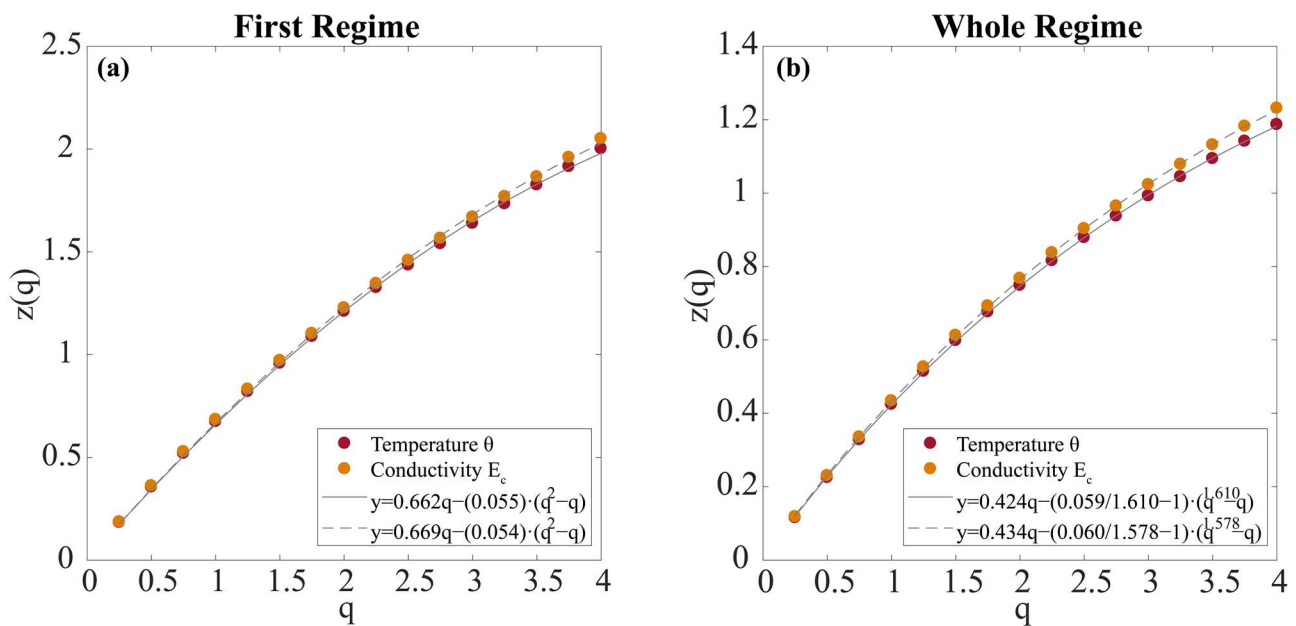 First Regime
(a)
2.5
2
1.5
1
0.5
0
z(q)
Temperature θ
Conductivity E_c
y=0.662q−(0.055)·(q^2−q)
y=0.669q−(0.054)·(q^2−q)
0 0.5 1 1.5 2 2.5 3 3.5 4
q
Whole Regime
(b)
1.4
1.2
1
0.8
0.6
0.4
0.2
0
z(q)
Temperature θ
Conductivity E_c
y=0.424q−(0.059/1.610−1)·(q^1.610−q)
y=0.434q−(0.060/1.578−1)·(q^1.578−q)
0 0.5 1 1.5 2 2.5 3 3.5 4
q